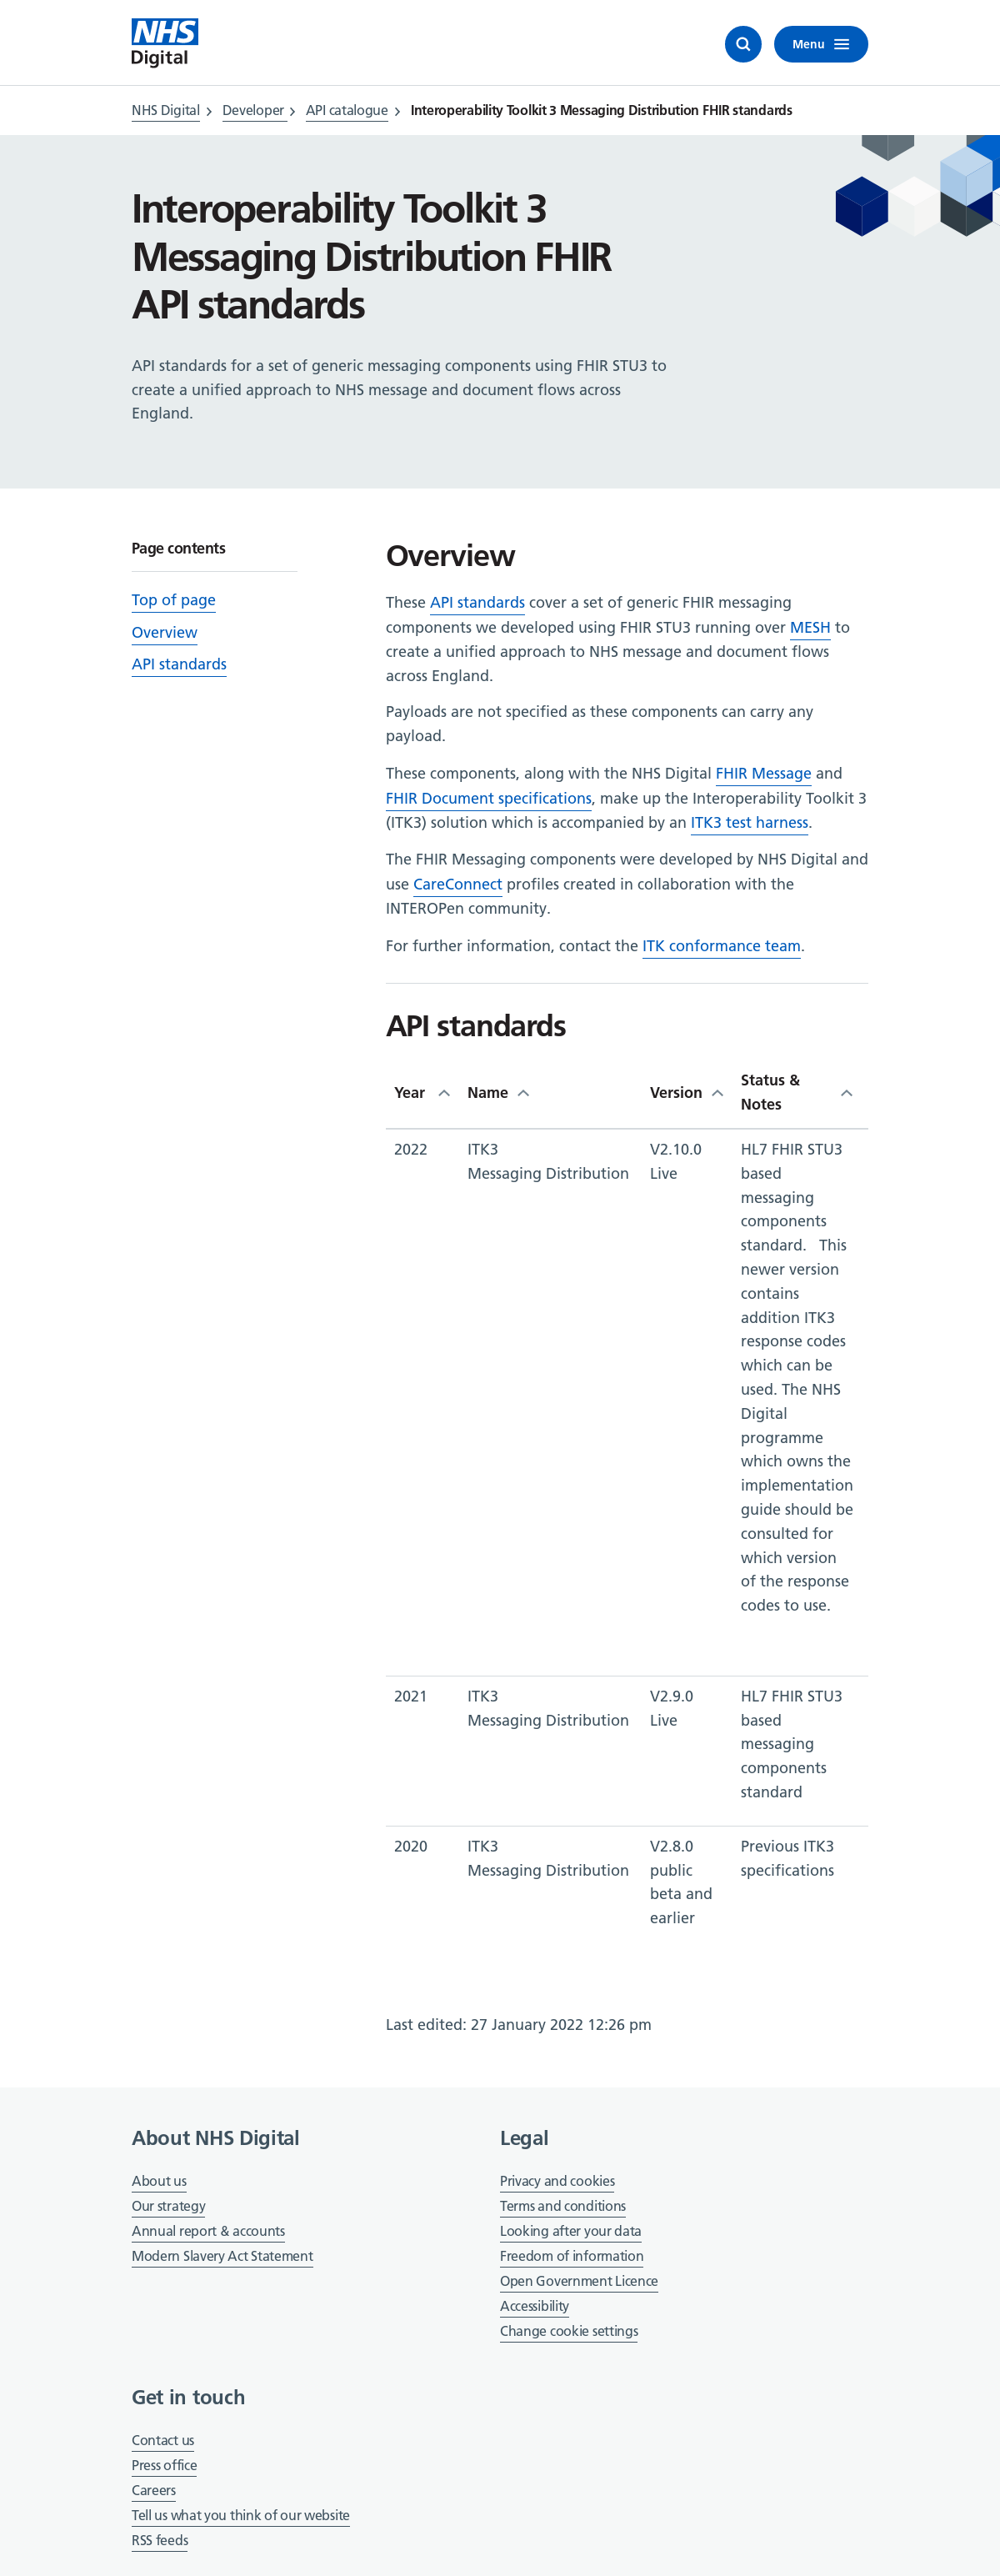 NHS
Digital
Menu
NHS Digital
Developer
API catalogue
Interoperability Toolkit 3 Messaging Distribution FHIR standards
Interoperability Toolkit 3
Messaging Distribution FHIR
API standards
API standards for a set of generic messaging components using FHIR STU3 to
create a unified approach to NHS message and document flows across
England.
Page contents
Top of page
Overview
API standards
Overview
These API standards cover a set of generic FHIR messaging
components we developed using FHIR STU3 running over MESH to
create a unified approach to NHS message and document flows
across England.
Payloads are not specified as these components can carry any
payload.
These components, along with the NHS Digital FHIR Message and
FHIR Document specifications, make up the Interoperability Toolkit 3
(ITK3) solution which is accompanied by an ITK3 test harness.
The FHIR Messaging components were developed by NHS Digital and
use CareConnect profiles created in collaboration with the
INTEROPen community.
For further information, contact the ITK conformance team.
API standards
Year
Name
Version
Status &
Notes
2022
ITK3
Messaging Distribution
V2.10.0
Live
HL7 FHIR STU3
based
messaging
components
standard. This
newer version
contains
addition ITK3
response codes
which can be
used. The NHS
Digital
programme
which owns the
implementation
guide should be
consulted for
which version
of the response
codes to use.
2021
ITK3
Messaging Distribution
V2.9.0
Live
HL7 FHIR STU3
based
messaging
components
standard
2020
ITK3
Messaging Distribution
V2.8.0
public
beta and
earlier
Previous ITK3
specifications
Last edited: 27 January 2022 12:26 pm
About NHS Digital
About us
Our strategy
Annual report & accounts
Modern Slavery Act Statement
Legal
Privacy and cookies
Terms and conditions
Looking after your data
Freedom of information
Open Government Licence
Accessibility
Change cookie settings
Get in touch
Contact us
Press office
Careers
Tell us what you think of our website
RSS feeds